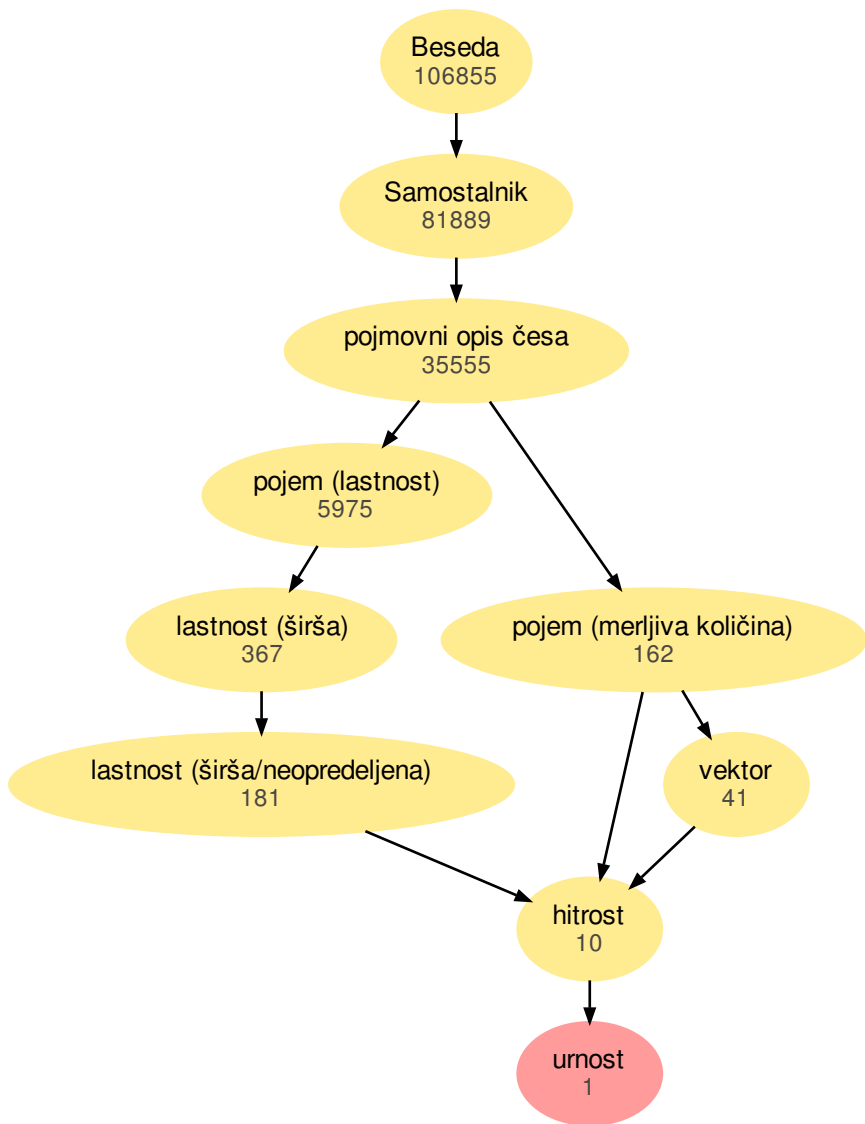 Beseda
106855
Samostalnik
81889
pojmovni opis česa
35555
pojem (lastnost)
5975
lastnost (širša)
367
pojem (merljiva količina)
162
lastnost (širša/neopredeljena)
181
vektor
41
hitrost
10
urnost
1